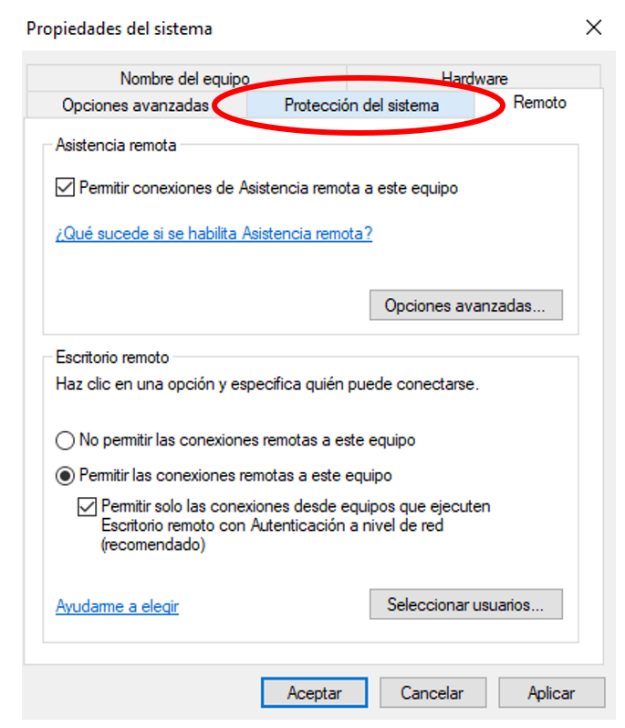 Propiedades del sistema
Nombre del equipo Hardware
Opciones avanzadas Protección del sistema Remoto
Asistencia remota
Permitir conexiones de Asistencia remota a este equipo
¿Qué sucede si se habilita Asistencia remota?
Opciones avanzadas...
Escritorio remoto
Haz clic en una opción y especifica quién puede conectarse.
No permitir las conexiones remotas a este equipo
Permitir las conexiones remotas a este equipo
Permitir solo las conexiones desde equipos que ejecuten
Escritorio remoto con Autenticación a nivel de red
(recomendado)
Ayudarme a elegir Seleccionar usuarios...
Aceptar Cancelar Aplicar